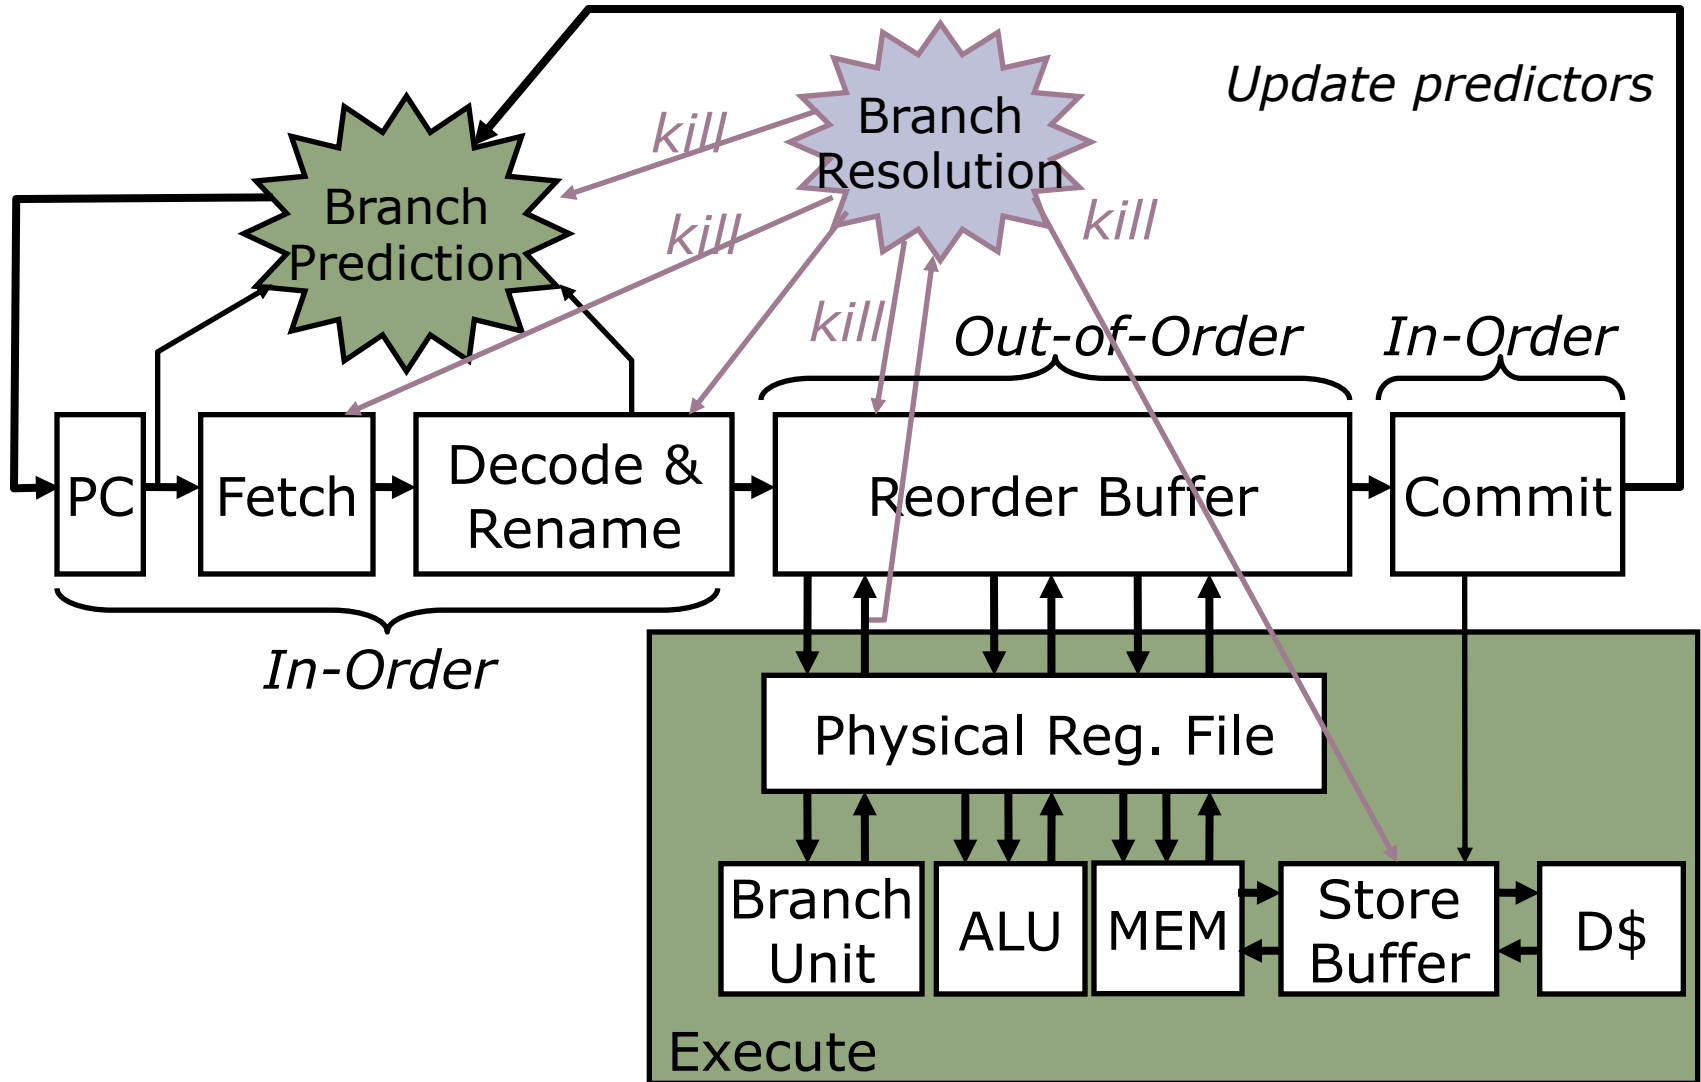 Update predictors
Branch
Resolution
kill
Branch
Prediction
kill
kill
kill
Out-of-Order
In-Order
PC
Fetch
Decode &
Rename
Reorder Buffer
Commit
In-Order
Physical Reg. File
Branch
Unit
ALU
MEM
Store
Buffer
D$
Execute